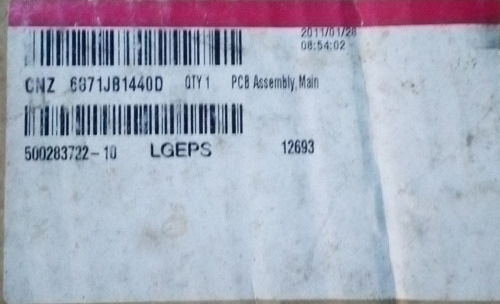 2011/01/28
08:54:02
CNZ 6871JB1440D QTY 1 PCB Assembly, Main
500283722-10 LGEPS 12693